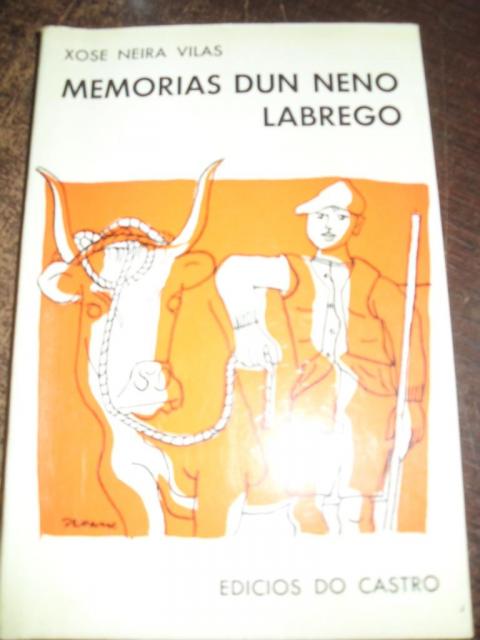 XOSE NEIRA VILAS
MEMORIAS DUN NENO
LABREGO
EDICIOS DO CASTRO